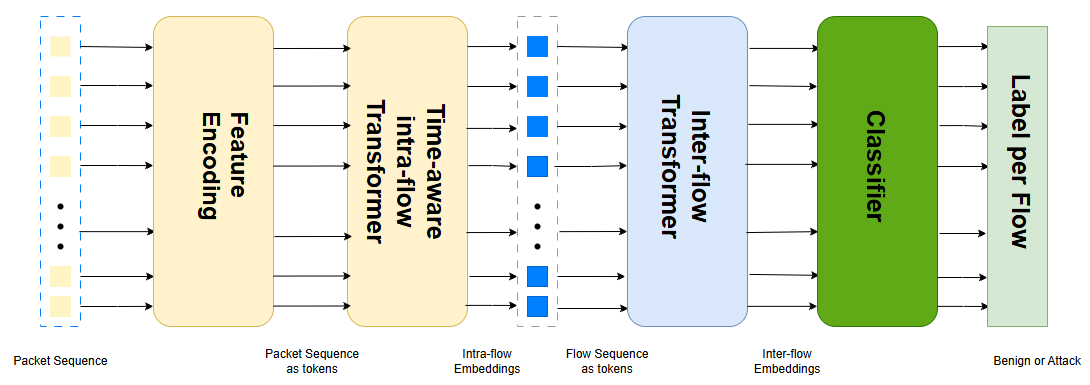 Feature
Encoding
Time-aware
intra-flow
Transformer
Inter-flow
Transformer
Classifier
Label per Flow
Packet Sequence
Packet Sequence
as tokens
Intra-flow
Embeddings
Flow Sequence
as tokens
Inter-flow
Embeddings
Benign or Attack